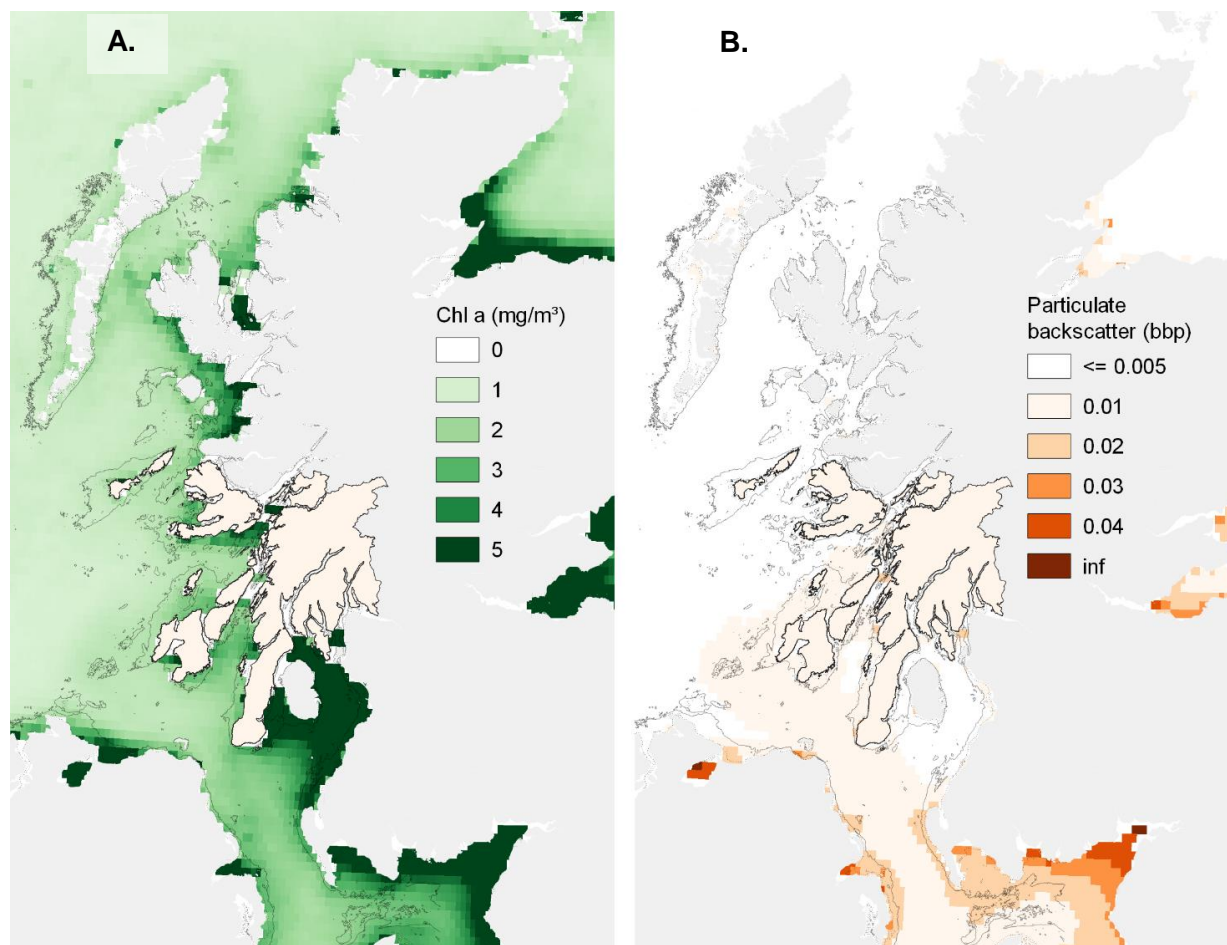 A.
Chl a (mg/m³)
0
1
2
3
4
5
B.
Particulate
backscatter (bbp)
<= 0.005
0.01
0.02
0.03
0.04
inf